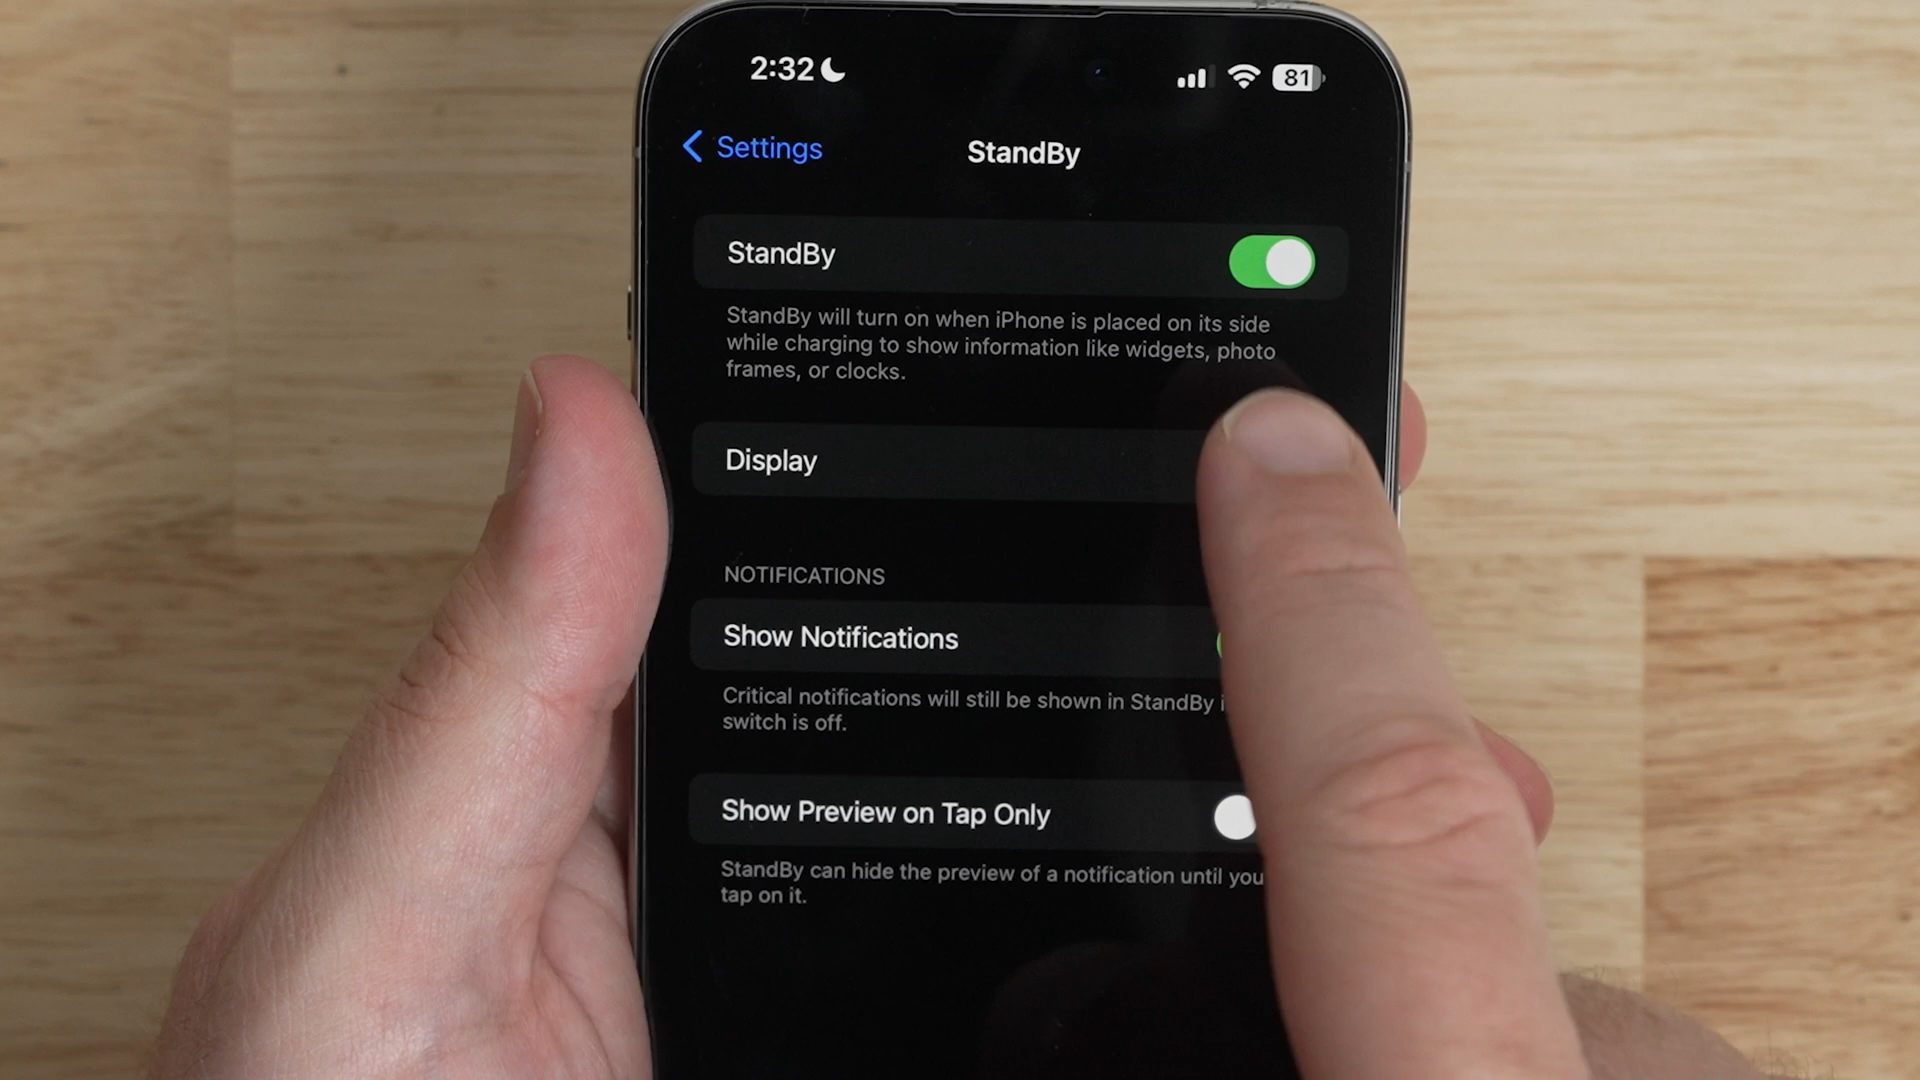 2:32
81
Settings
StandBy
StandBy
StandBy will turn on when iPhone is placed on its side
while charging to show information like widgets, photo
frames, or clocks.
Display
NOTIFICATIONS
Show Notifications
Critical notifications will still be shown in StandBy
switch is off.
Show Preview on Tap Only
StandBy can hide the preview of a notification until you
tap on it.